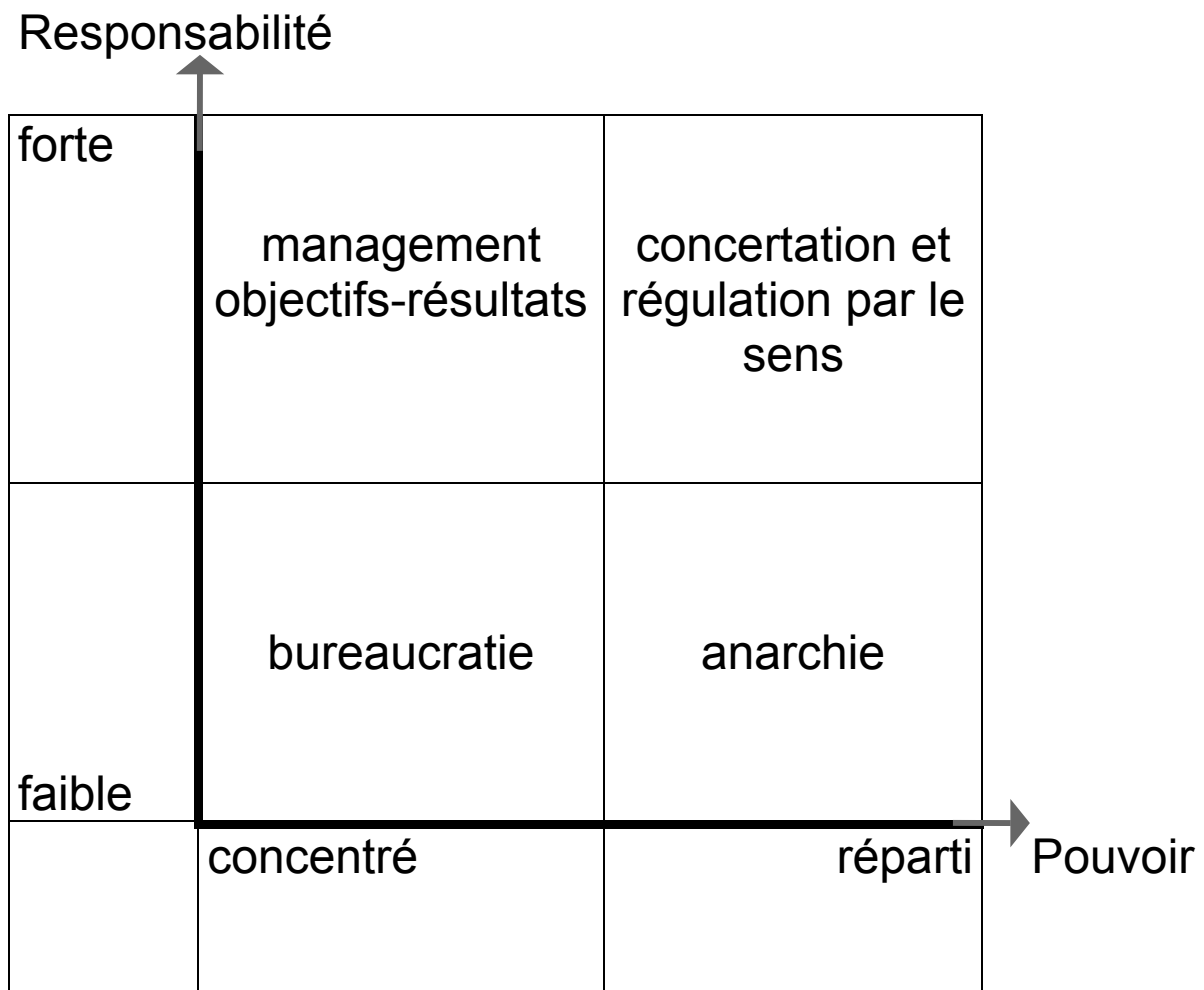 Responsabilité
forte
management
objectifs-résultats
concertation et
régulation par le
sens
bureaucratie
anarchie
faible
concentré
réparti
Pouvoir